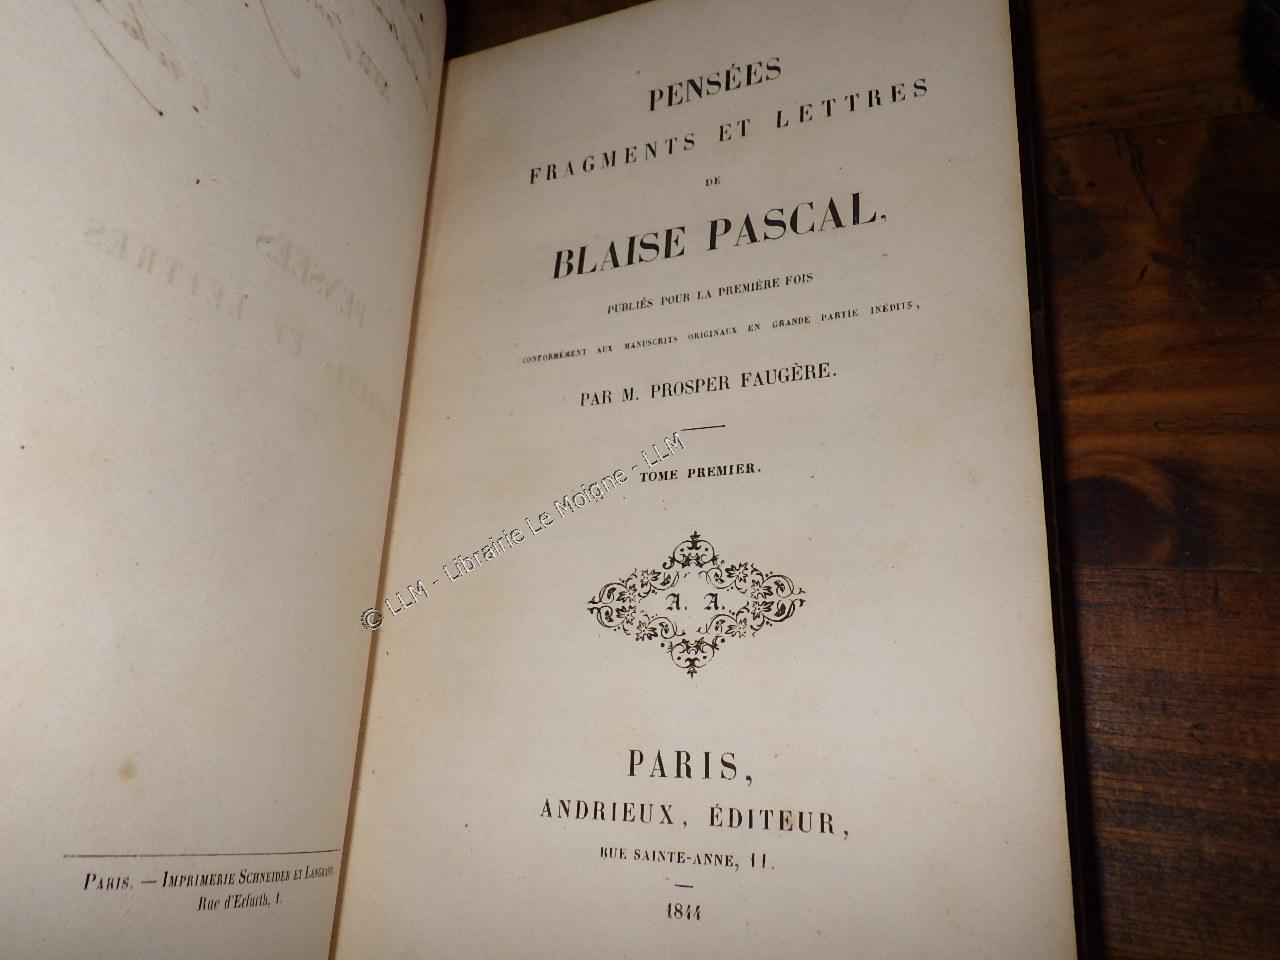 PARIS. — IMPRIMERIE SCHNEIDER ET LANGRAND
Rue d'Erfurth, 1.
PENSÉES
FRAGMENTS ET LETTRES
DE
BLAISE PASCAL,
PUBLIÉS POUR LA PREMIÈRE FOIS
CONFORMÉMENT AUX MANUSCRITS ORIGINAUX EN GRANDE PARTIE INÉDITS,
PAR M. PROSPER FAUGÈRE.
TOME PREMIER.
A. A.
PARIS,
ANDRIEUX, ÉDITEUR,
RUE SAINTE-ANNE, 11.
1844
© LLM - Librairie Le Moigne - LLM